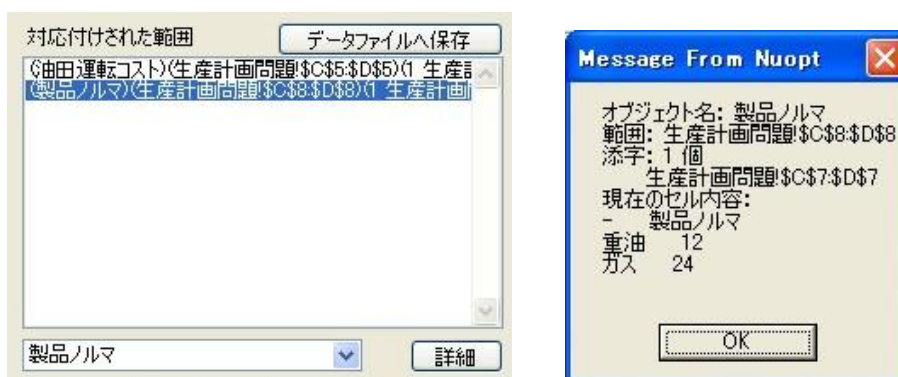 対応付けされた範囲
データファイルへ保存
(油田運転コスト)(生産計画問題!$C$5:$D$5)(1 生産計
(製品ノルマ)(生産計画問題!$C$8:$D$8)(1 生産計画
製品ノルマ
詳細
Message From Nuopt
オブジェクト名: 製品ノルマ
範囲: 生産計画問題!$C$8:$D$8
添字: 1 個
生産計画問題!$C$7:$D$7
現在のセル内容:
- 製品ノルマ
重油 12
ガス 24
OK